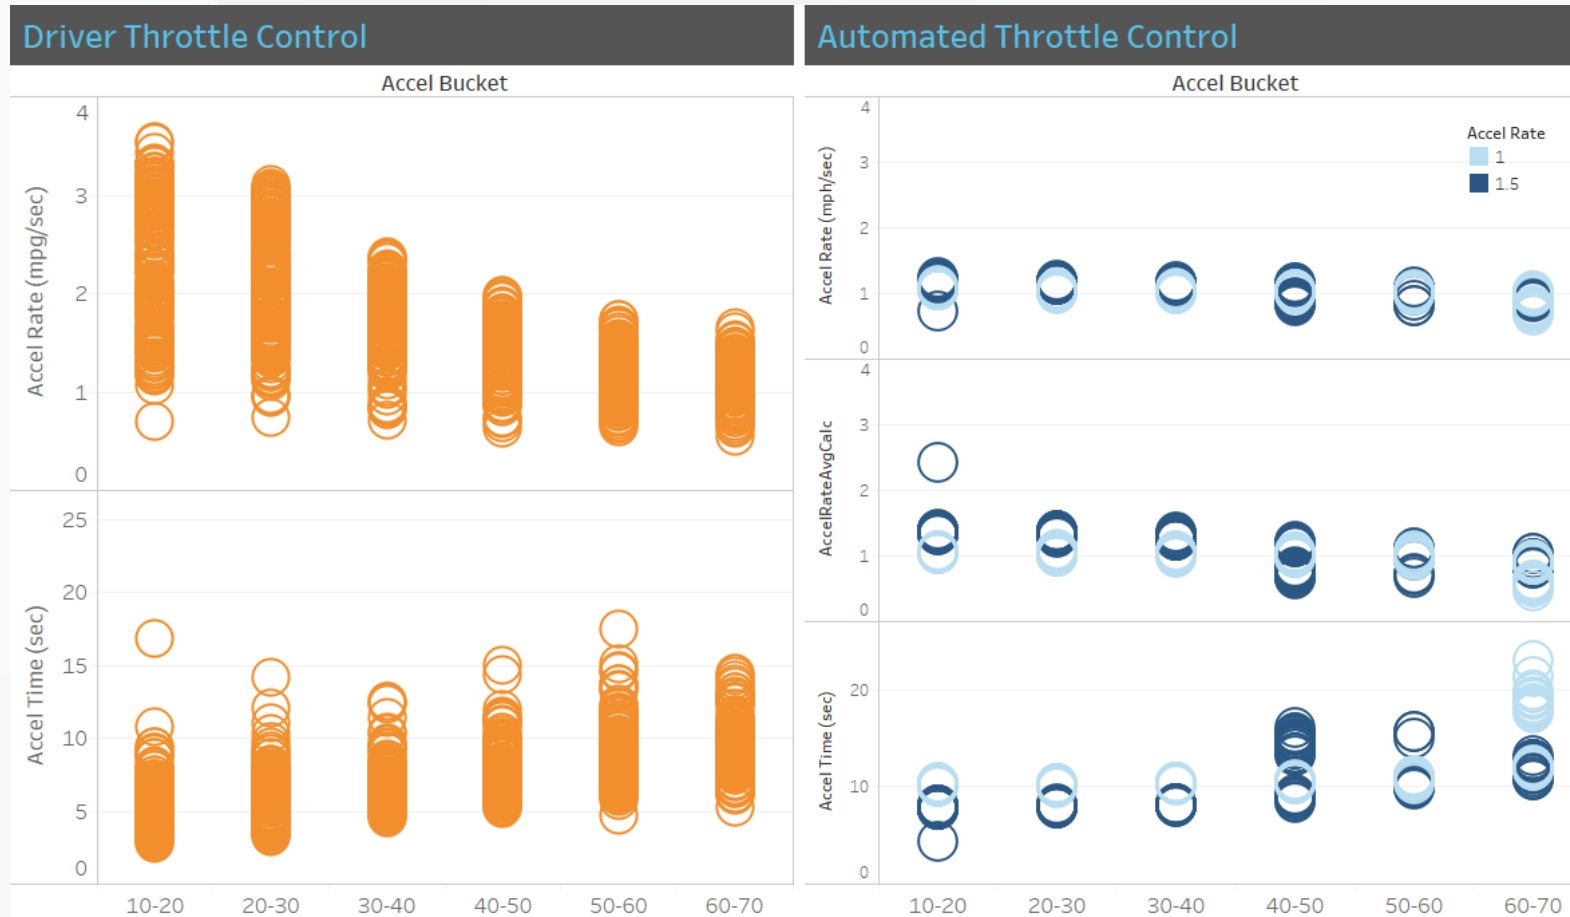 Driver Throttle Control
Accel Bucket
4
3
2
1
0
Accel Rate (mpg/sec)
25
20
15
10
5
0
Accel Time (sec)
10-20 20-30 30-40 40-50 50-60 60-70
Automated Throttle Control
Accel Bucket
Accel Rate
1
1.5
4
3
2
1
0
Accel Rate (mph/sec)
4
3
2
1
0
AccelRateAvgCalc
20
10
0
Accel Time (sec)
10-20 20-30 30-40 40-50 50-60 60-70